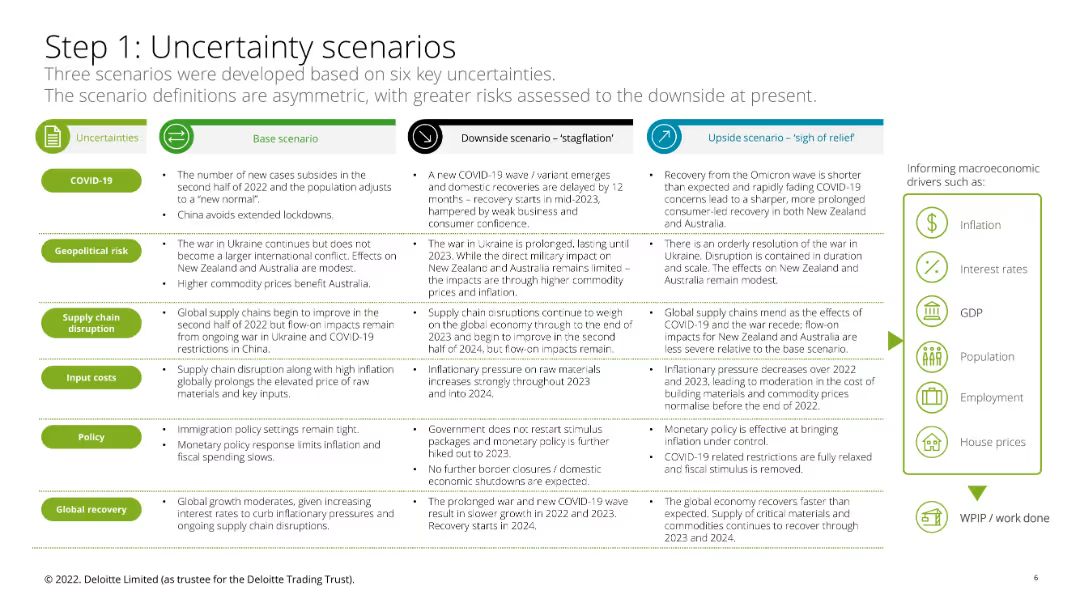 Step 1: Uncertainty scenarios
Three scenarios were developed based on six key uncertainties.
The scenario definitions are asymmetric, with greater risks assessed to the downside at present.
Uncertainties
Base scenario
Downside scenario – 'stagflation'
Upside scenario – 'sigh of relief'
COVID-19
• The number of new cases subsides in the
second half of 2022 and the population adjusts
to a "new normal".
• China avoids extended lockdowns.
• A new COVID-19 wave / variant emerges
and domestic recoveries are delayed by 12
months – recovery starts in mid-2023,
hampered by weak business and
consumer confidence.
• Recovery from the Omicron wave is shorter
than expected and rapidly fading COVID-19
concerns lead to a sharper, more prolonged
consumer-led recovery in both New Zealand
and Australia.
Geopolitical risk
• The war in Ukraine continues but does not
become a larger international conflict. Effects on
New Zealand and Australia are modest.
• Higher commodity prices benefit Australia.
• The war in Ukraine is prolonged, lasting until
2023. While the direct military impact on
New Zealand and Australia remains limited –
the impacts are through higher commodity
prices and inflation.
• There is an orderly resolution of the war in
Ukraine. Disruption is contained in duration
and scale. The effects on New Zealand and
Australia remain modest.
Supply chain
disruption
• Global supply chains begin to improve in the
second half of 2022 but flow-on impacts remain
from ongoing war in Ukraine and COVID-19
restrictions in China.
• Supply chain disruptions continue to weigh
on the global economy through to the end of
2023 and begin to improve in the second
half of 2024, but flow-on impacts remain.
• Global supply chains mend as the effects of
COVID-19 and the war recede; flow-on
impacts for New Zealand and Australia are
less severe relative to the base scenario.
Input costs
• Supply chain disruption along with high inflation
globally prolongs the elevated price of raw
materials and key inputs.
• Inflationary pressure on raw materials
increases strongly throughout 2023
and into 2024.
• Inflationary pressure decreases over 2022
and 2023, leading to moderation in the cost of
building materials and commodity prices
normalise before the end of 2022.
Policy
• Immigration policy settings remain tight.
• Monetary policy response limits inflation and
fiscal spending slows.
• Government does not restart stimulus
packages and monetary policy is further
hiked out to 2023.
• No further border closures / domestic
economic shutdowns are expected.
• Monetary policy is effective at bringing
inflation under control.
• COVID-19 related restrictions are fully relaxed
and fiscal stimulus is removed.
Global recovery
• Global growth moderates, given increasing
interest rates to curb inflationary pressures and
ongoing supply chain disruptions.
• The prolonged war and new COVID-19 wave
result in slower growth in 2022 and 2023.
Recovery starts in 2024.
• The global economy recovers faster than
expected. Supply of critical materials and
commodities continues to recover through
2023 and 2024.
Informing macroeconomic
drivers such as:
Inflation
Interest rates
GDP
Population
Employment
House prices
WPIP / work done
© 2022. Deloitte Limited (as trustee for the Deloitte Trading Trust).
6